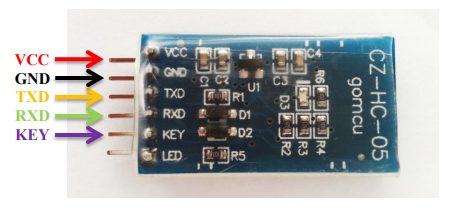 VCC
GND
TXD
RXD
KEY
VCC
GND
TXD
RXD
KEY
LED
C1
C2
U1
C3
C4
R1
D1
D2
R5
D3
R6
R2
R3
R4
CZ-HC-05
gomcu